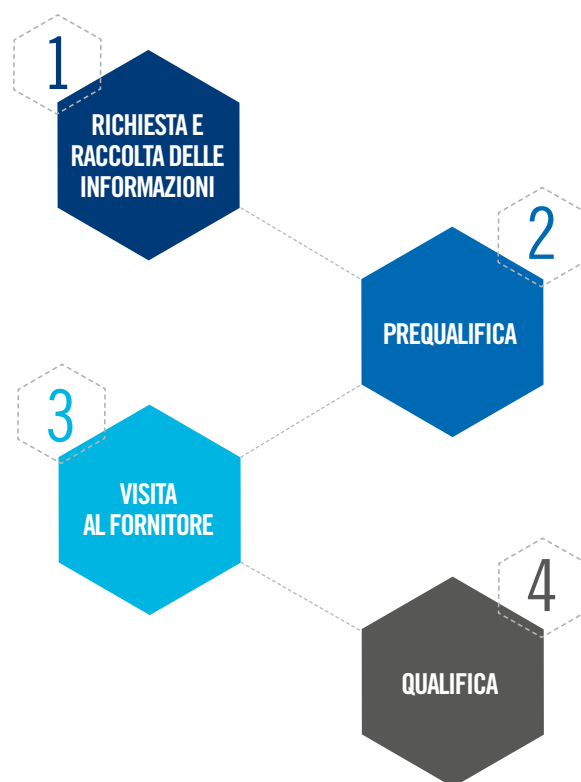 1
RICHIESTA E
RACCOLTA DELLE
INFORMAZIONI
2
PREQUALIFICA
3
VISITA
AL FORNITORE
4
QUALIFICA